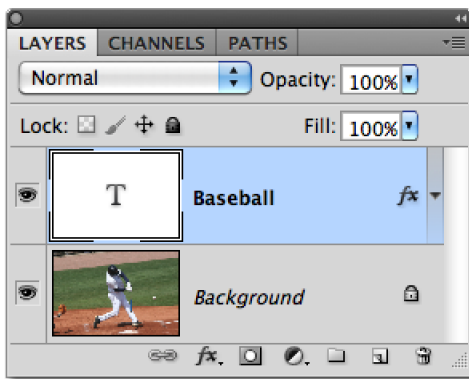 LAYERS CHANNELS PATHS
Normal Opacity: 100%
Lock: Fill: 100%
T Baseball fx
Background
fx.